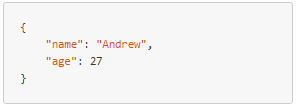 {
    "name": "Andrew",
    "age": 27
}